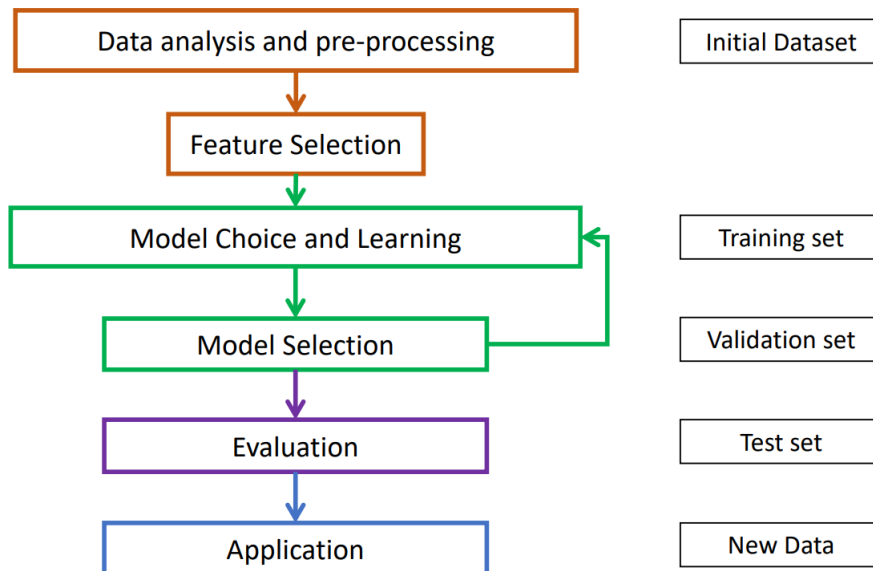 Data analysis and pre-processing
Initial Dataset
Feature Selection
Model Choice and Learning
Training set
Model Selection
Validation set
Evaluation
Test set
Application
New Data